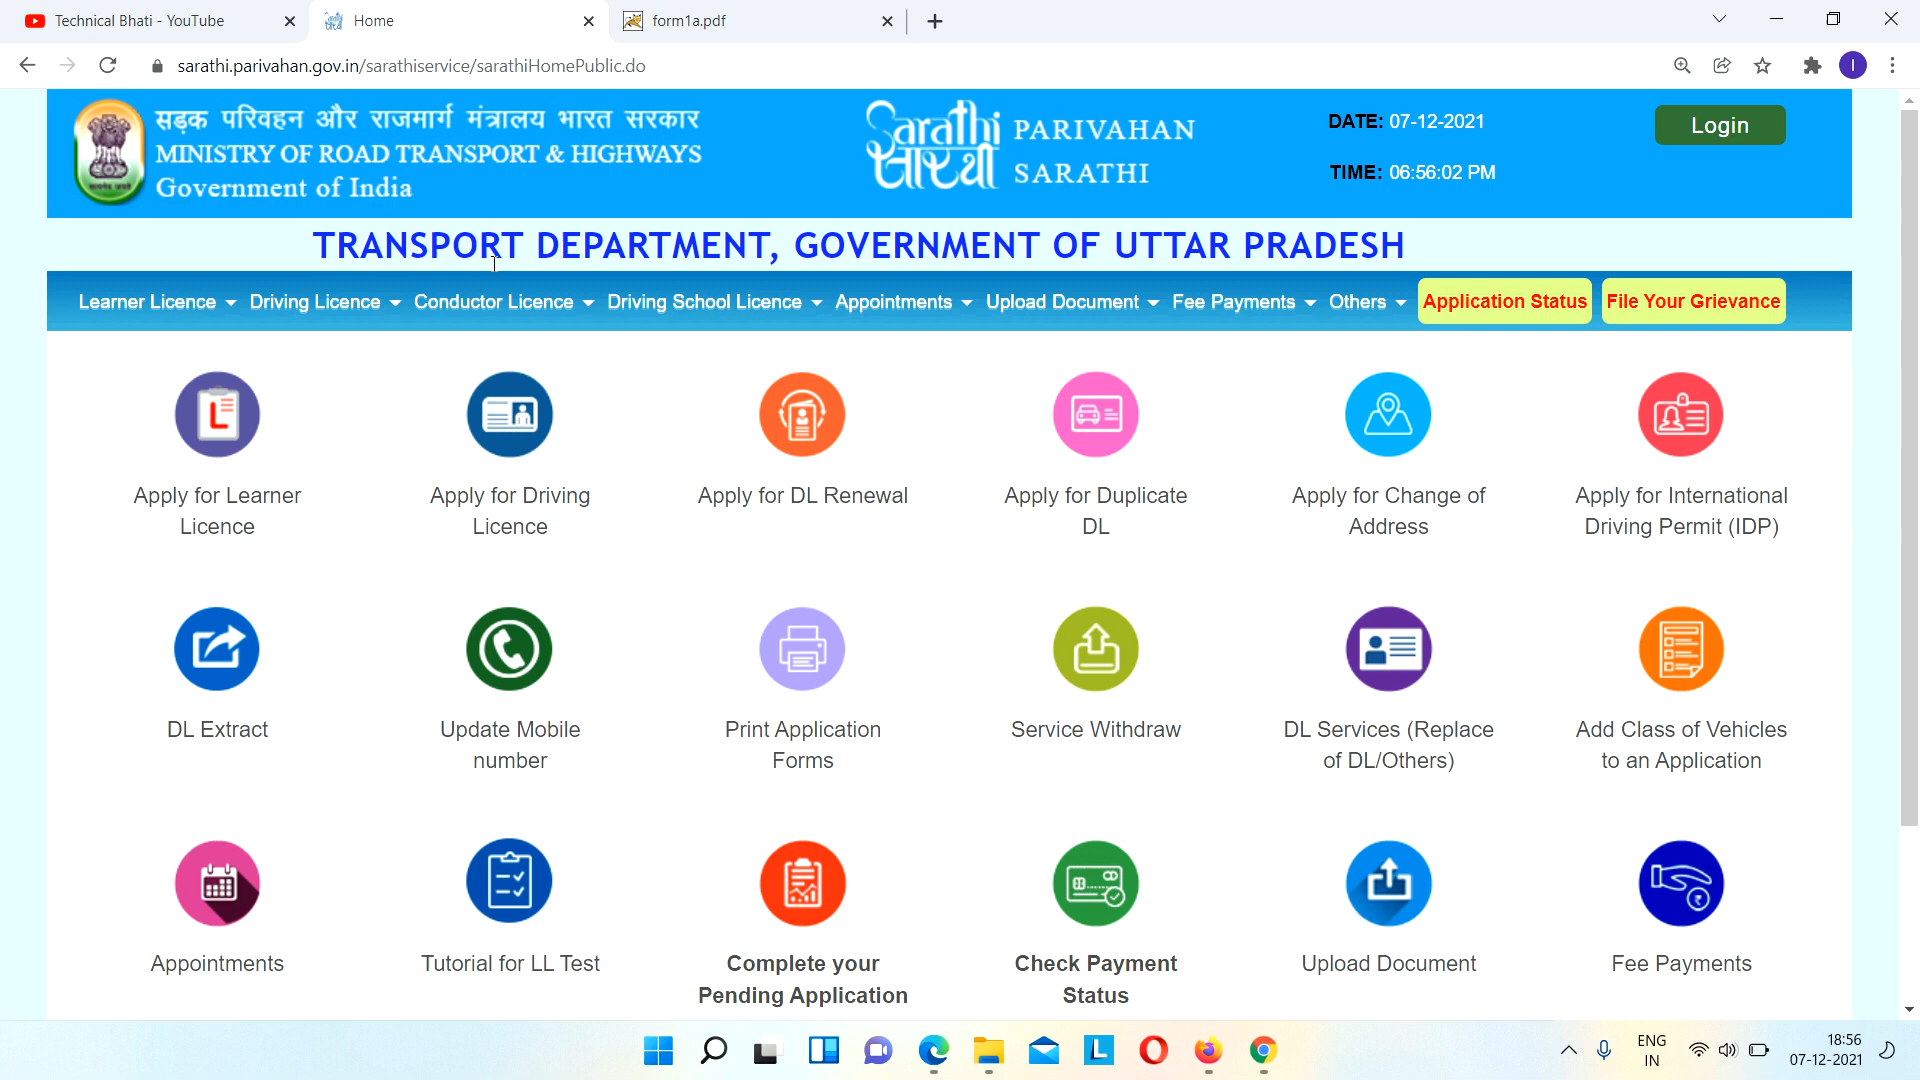 Technical Bhati - YouTube
Home
form1a.pdf
sarathi.parivahan.gov.in/sarathiservice/sarathiHomePublic.do
I
सड़क परिवहन और राजमार्ग मंत्रालय भारत सरकार
MINISTRY OF ROAD TRANSPORT & HIGHWAYS
Government of India
Sarathi
सारथी
PARIVAHAN
SARATHI
DATE: 07-12-2021
TIME: 06:56:02 PM
Login
TRANSPORT DEPARTMENT, GOVERNMENT OF UTTAR PRADESH
Learner Licence Driving Licence Conductor Licence Driving School Licence Appointments Upload Document Fee Payments Others Application Status File Your Grievance
L
Apply for Learner
Licence
Apply for Driving
Licence
Apply for DL Renewal
Apply for Duplicate
DL
Apply for Change of
Address
Apply for International
Driving Permit (IDP)
DL Extract
Update Mobile
number
Print Application
Forms
Service Withdraw
DL Services (Replace
of DL/Others)
Add Class of Vehicles
to an Application
Appointments
Tutorial for LL Test
Complete your
Pending Application
Check Payment
Status
Upload Document
₹
Fee Payments
L
ENG
IN
18:56
07-12-2021